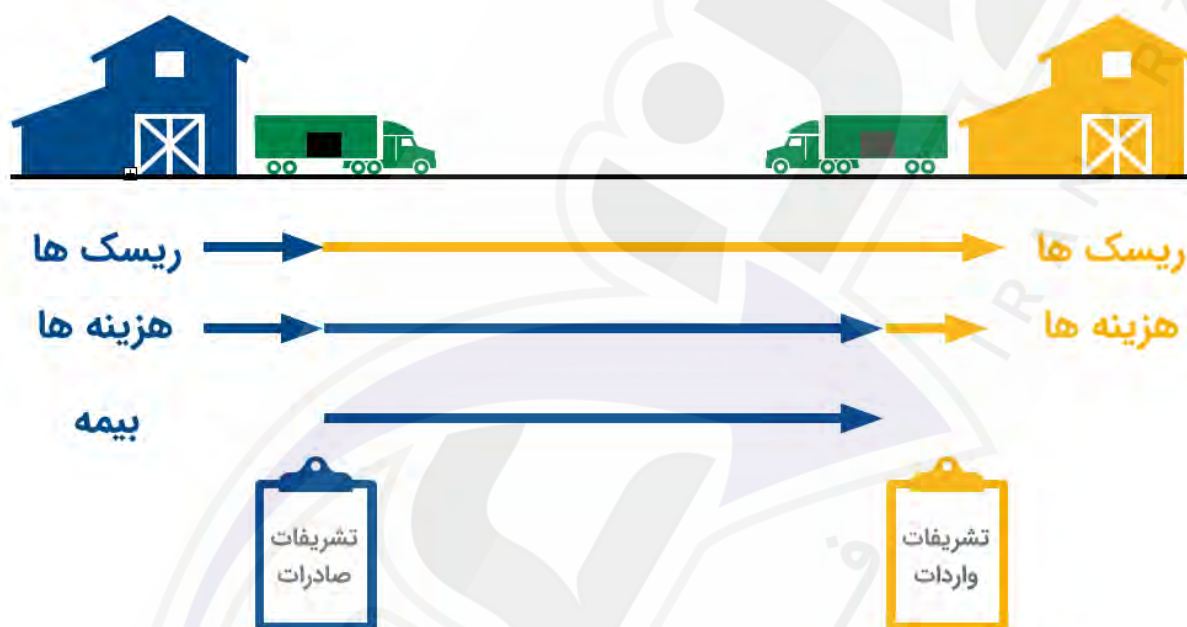 ریسک ها
ریسک ها
هزینه ها
هزینه ها
بیمه
تشریفات
صادرات
تشریفات
واردات